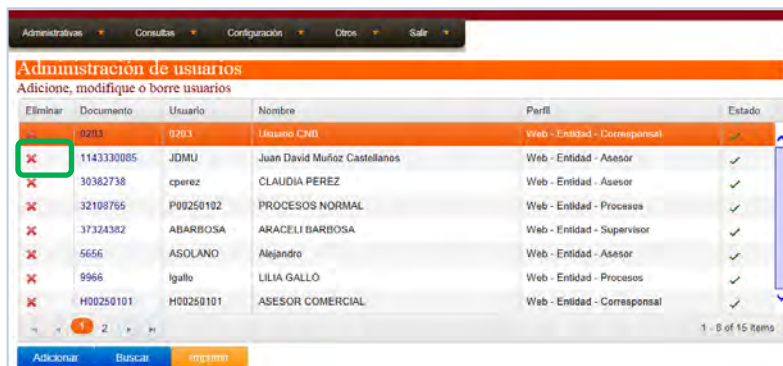 Administrativas Consultas Configuración Otros Salir
Administración de usuarios
Adicione, modifique o borre usuarios
Eliminar Documento Usuario Nombre Perfil Estado
0203 0203 Usuario CNB Web - Entidad - Corresponsal
1143330085 JDMU Juan David Muñoz Castellanos Web - Entidad - Asesor
30382738 cperez CLAUDIA PEREZ Web - Entidad - Asesor
32108765 P00250102 PROCESOS NORMAL Web - Entidad - Procesos
37324382 ABARBOSA ARACELI BARBOSA Web - Entidad - Supervisor
5656 ASOLANO Alejandro Web - Entidad - Asesor
9966 lgallo LILIA GALLO Web - Entidad - Procesos
H00250101 H00250101 ASESOR COMERCIAL Web - Entidad - Corresponsal
1 2 1 - 8 of 15 items
Adicionar Buscar Imprimir